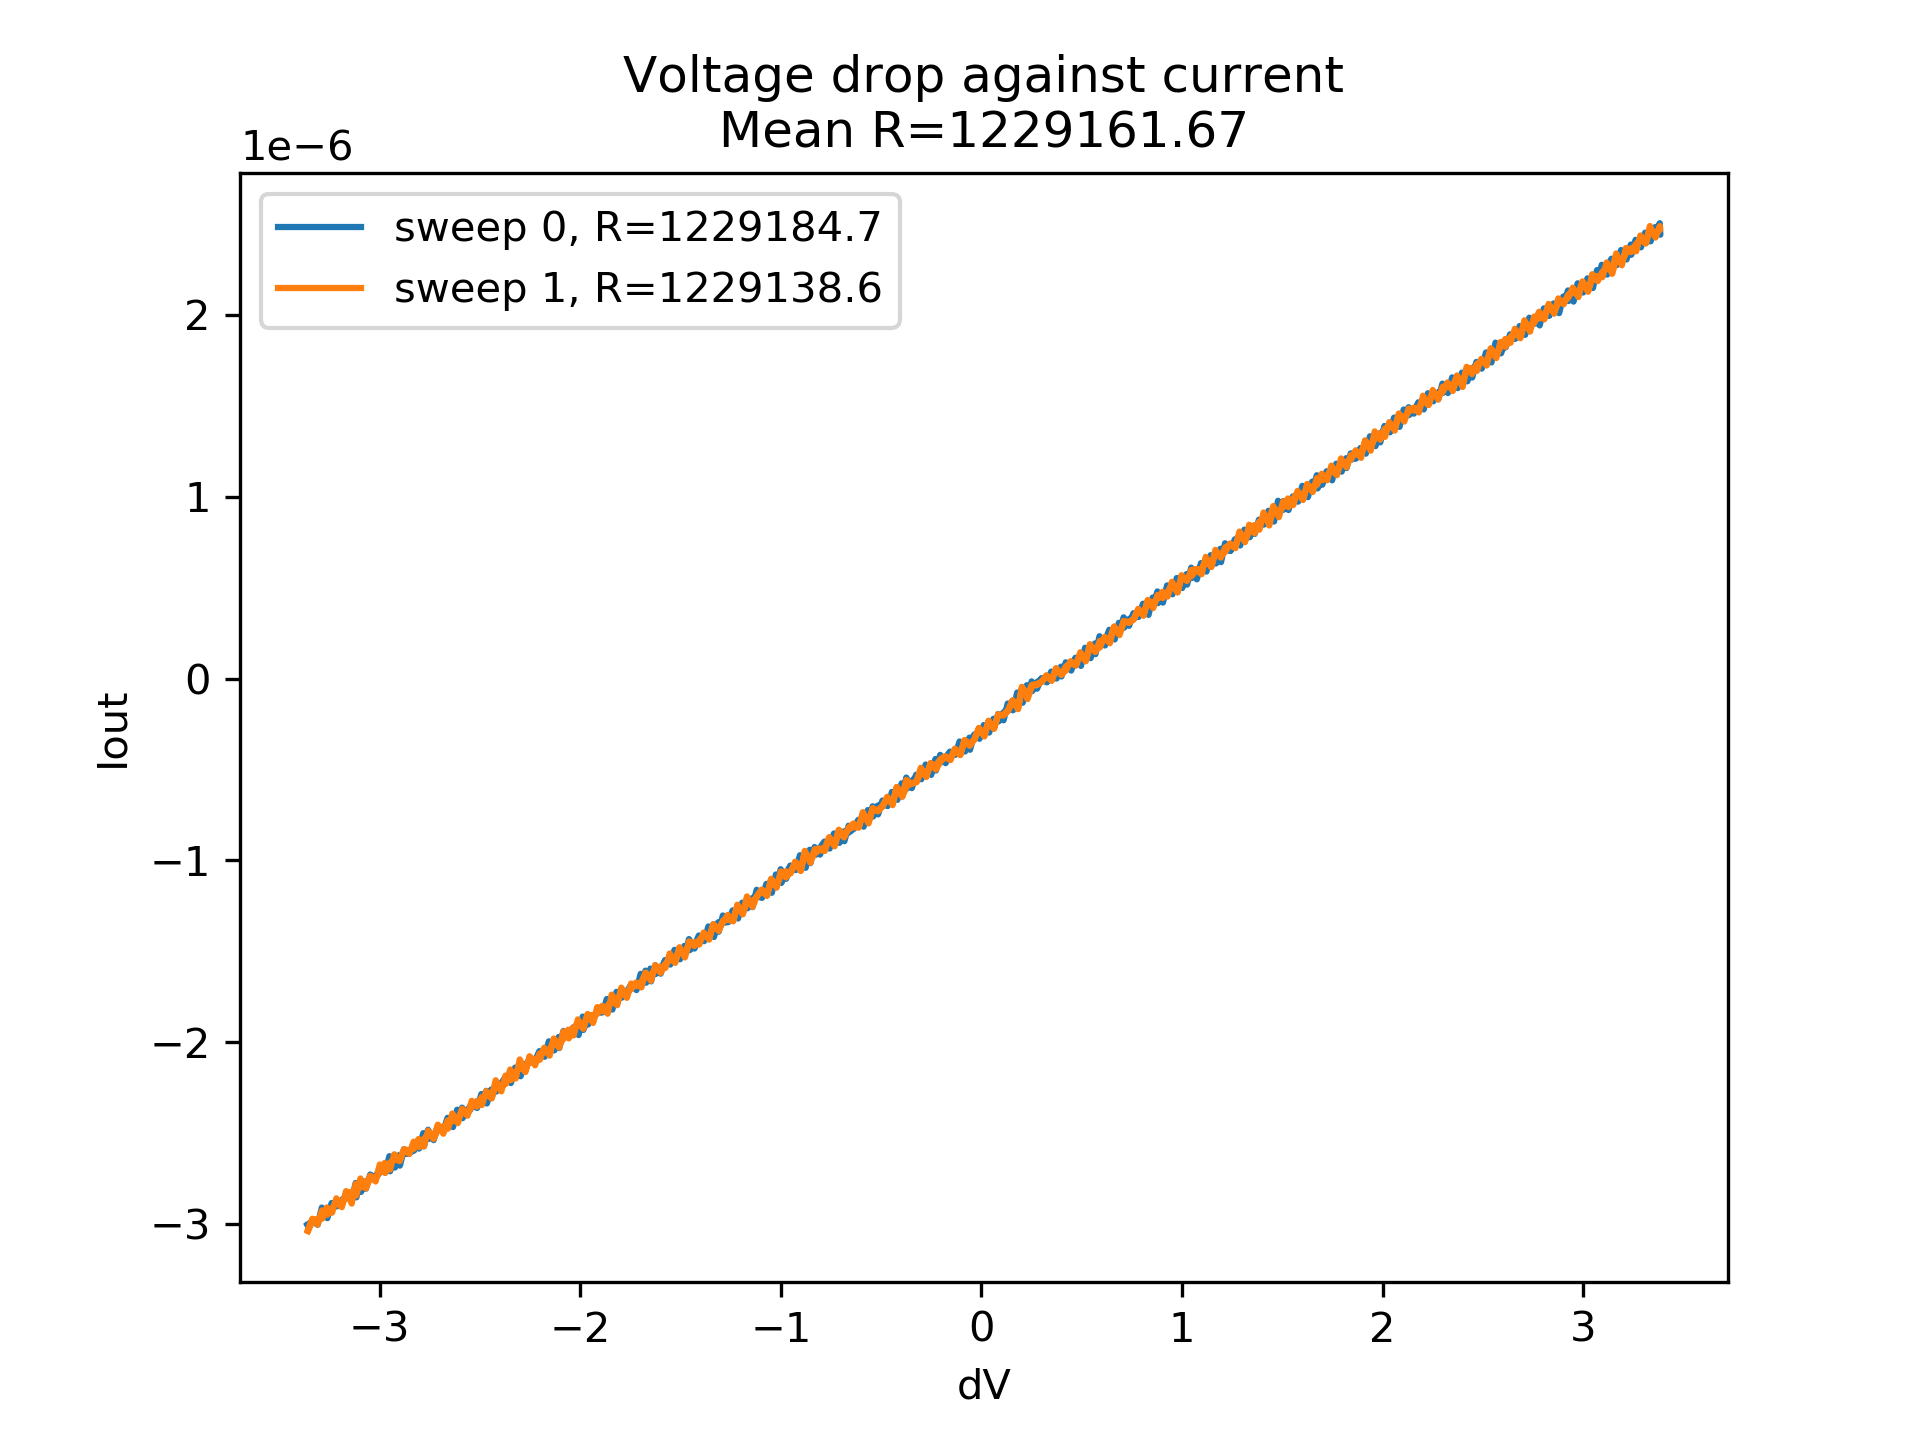 Voltage drop against current
Mean R=1229161.67
1e−6
sweep 0, R=1229184.7
sweep 1, R=1229138.6
2
1
0
−1
−2
−3
Iout
−3 −2 −1 0 1 2 3
dV